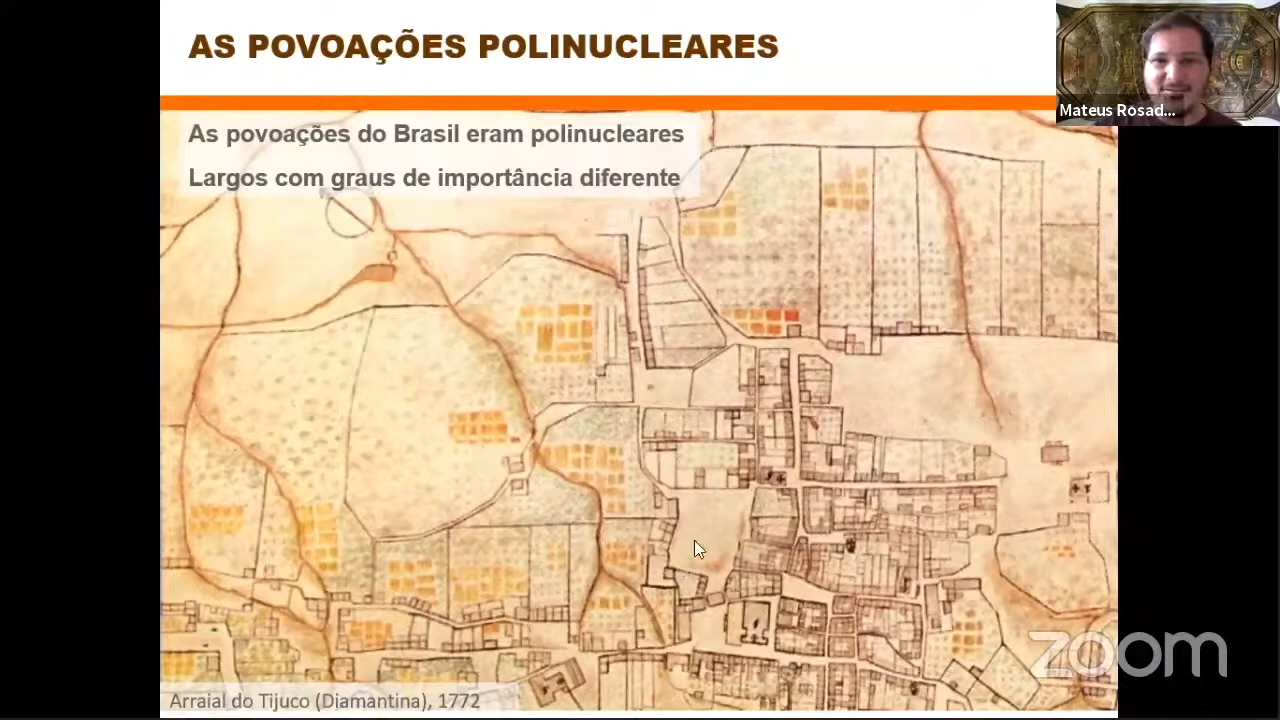 AS POVOAÇÕES POLINUCLEARES
Mateus Rosad...
As povoações do Brasil eram polinucleares
Largos com graus de importância diferente
zoom
Arraial do Tijuco (Diamantina), 1772